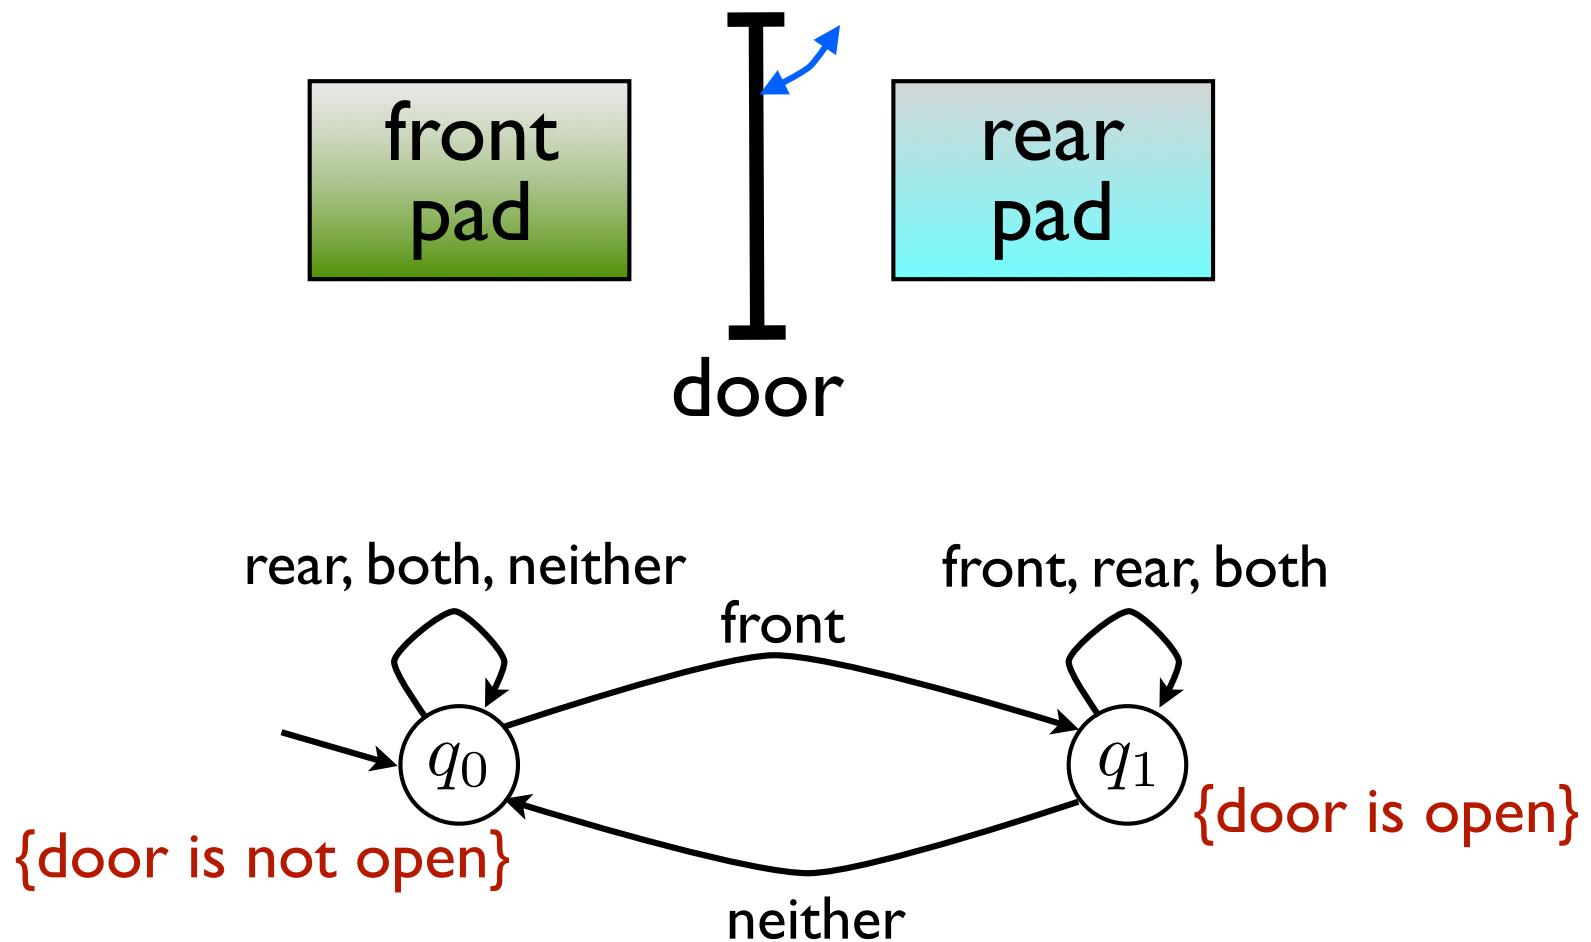 front
pad
rear
pad
door
rear, both, neither
front, rear, both
front
q0
q1
{door is not open}
{door is open}
neither